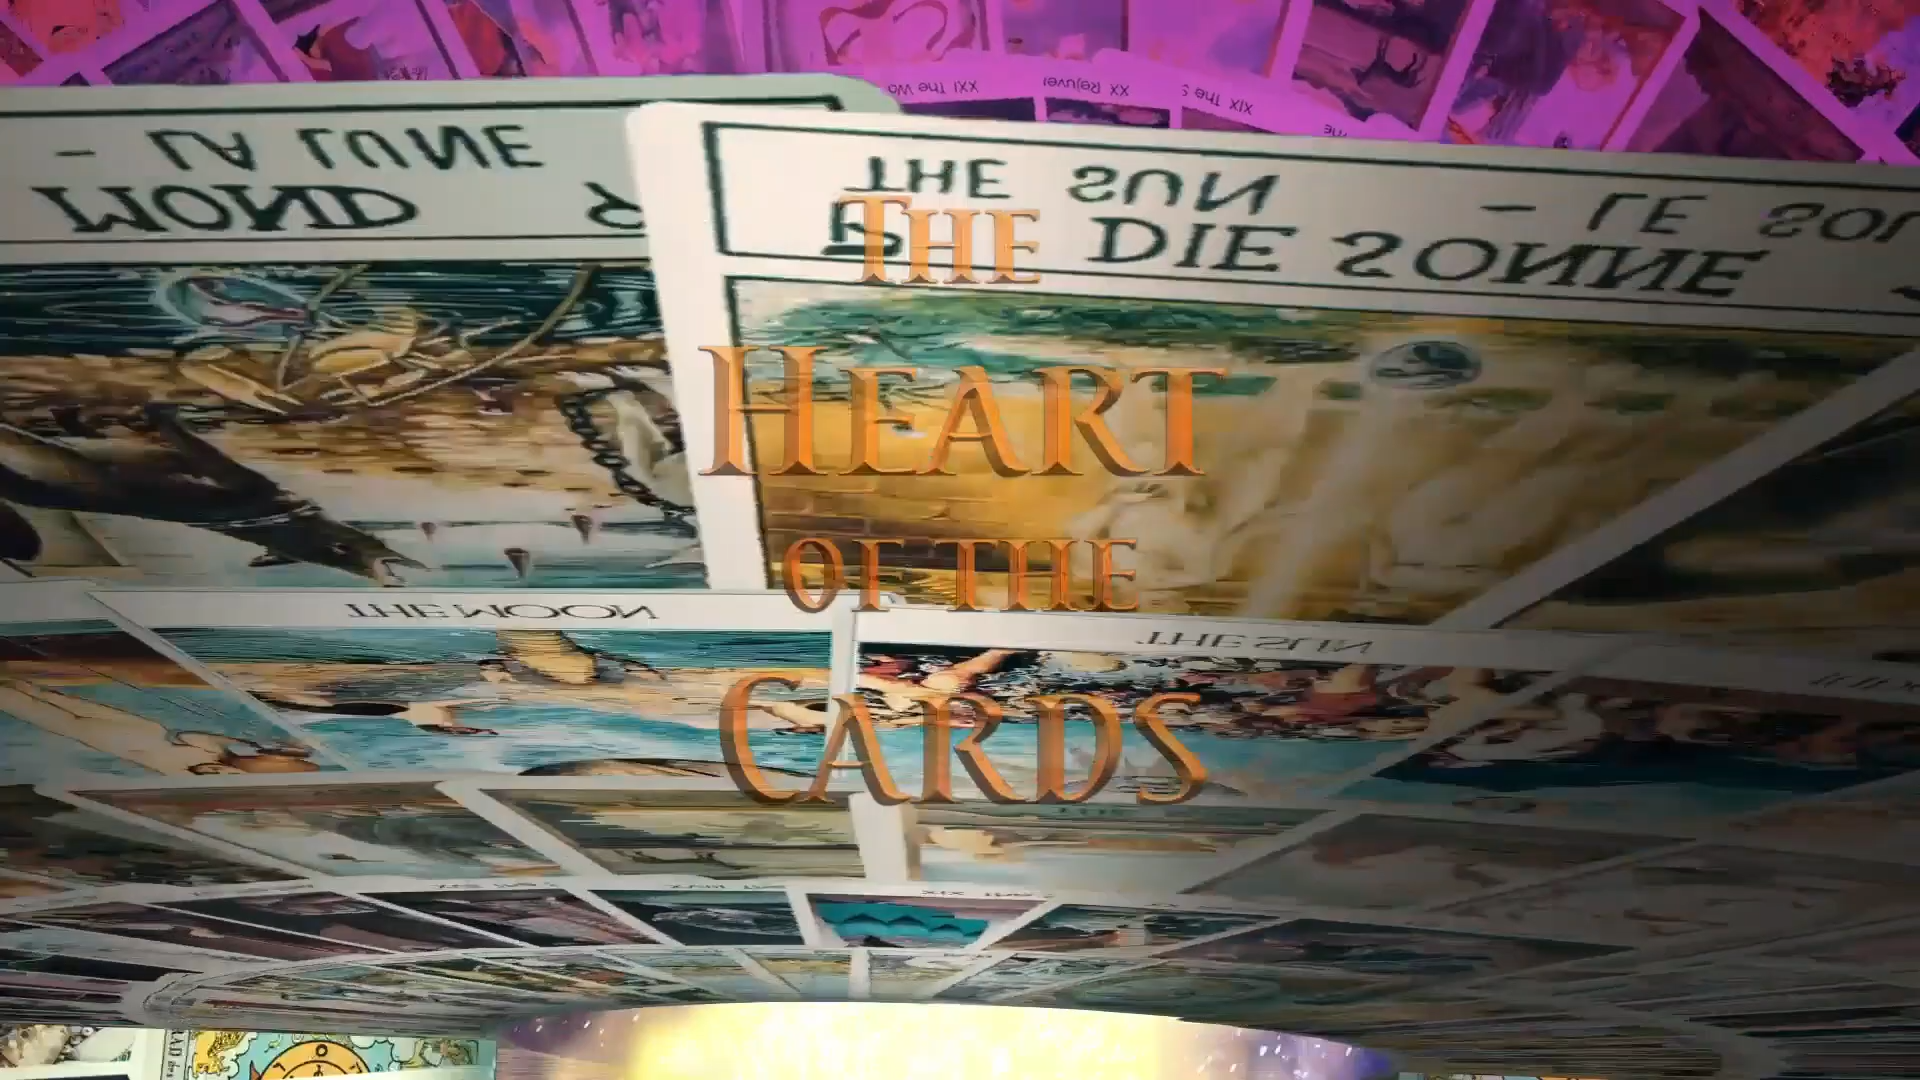 XXI The Wo
XX Rejuve
XIX The S
- LA LUNE
MOND
R
THE SUN
- LE SOL
DIE SONNE
The
Heart
of the
Cards
THE MOON
THE SUN